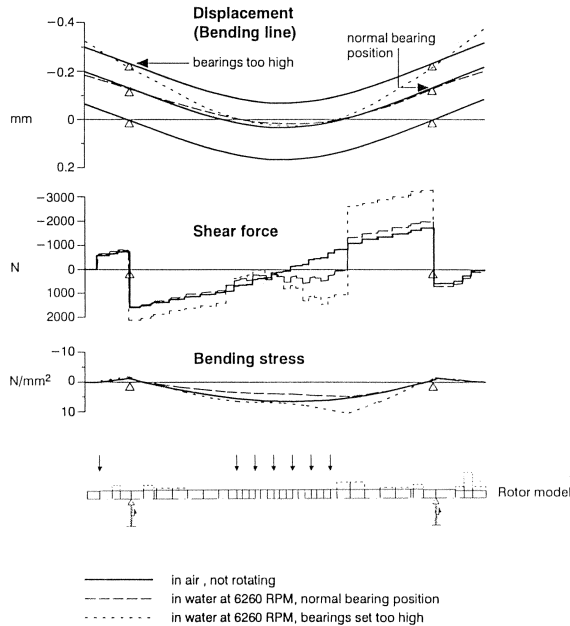 Displacement
(Bending line)
−0.4
−0.2
0
0.2
mm
bearings too high
normal bearing
position
Shear force
−3000
−2000
−1000
0
1000
2000
N
Bending stress
−10
0
10
N/mm²
Rotor model
in air , not rotating
in water at 6260 RPM, normal bearing position
in water at 6260 RPM, bearings set too high